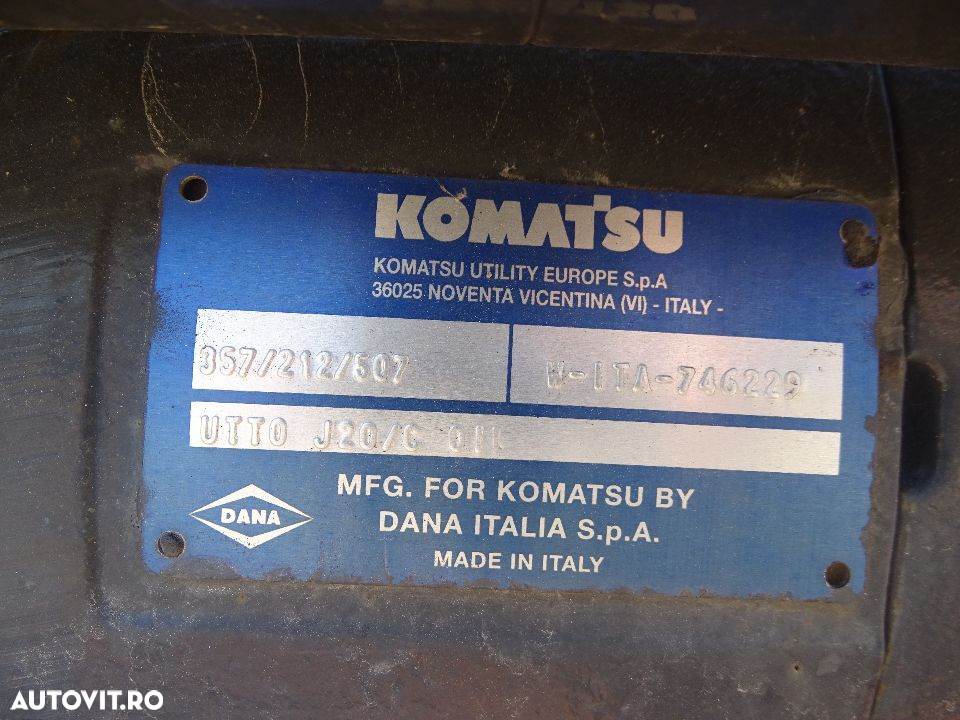 KOMATSU
KOMATSU UTILITY EUROPE S.p.A
36025 NOVENTA VICENTINA (VI) - ITALY -
357/212/507
W-ITA-746229
UTTO J20/C OIL
MFG. FOR KOMATSU BY
DANA
DANA ITALIA S.p.A.
MADE IN ITALY
AUTOVIT.RO